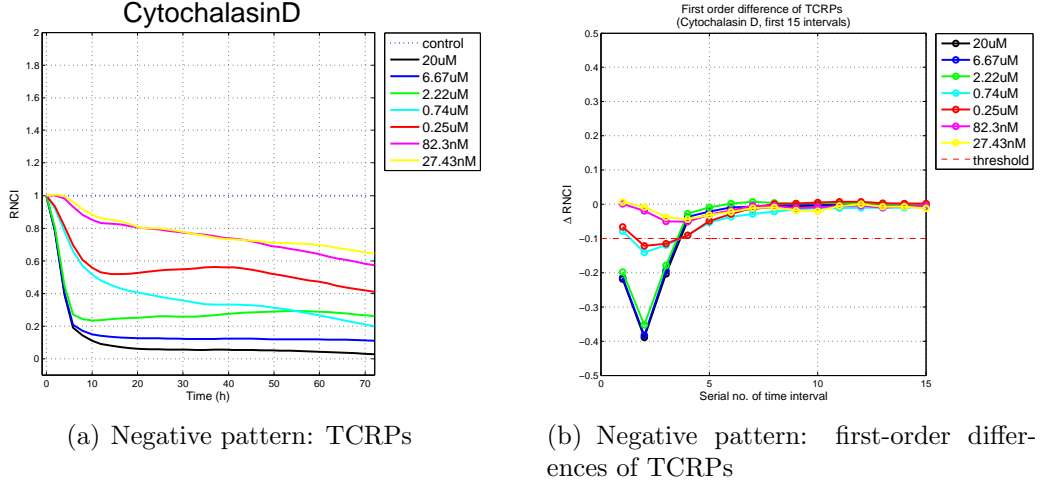 CytochalasinD
2
1.8
1.6
1.4
1.2
1
0.8
0.6
0.4
0.2
0
RNCI
0 10 20 30 40 50 60 70
Time (h)
control
20uM
6.67uM
2.22uM
0.74uM
0.25uM
82.3nM
27.43nM
(a) Negative pattern: TCRPs
First order difference of TCRPs
(Cytochalasin D, first 15 intervals)
0.5
0.4
0.3
0.2
0.1
0
−0.1
−0.2
−0.3
−0.4
−0.5
Δ RNCI
0 5 10 15
Serial no. of time interval
20uM
6.67uM
2.22uM
0.74uM
0.25uM
82.3nM
27.43nM
threshold
(b) Negative pattern: first-order differ-
ences of TCRPs